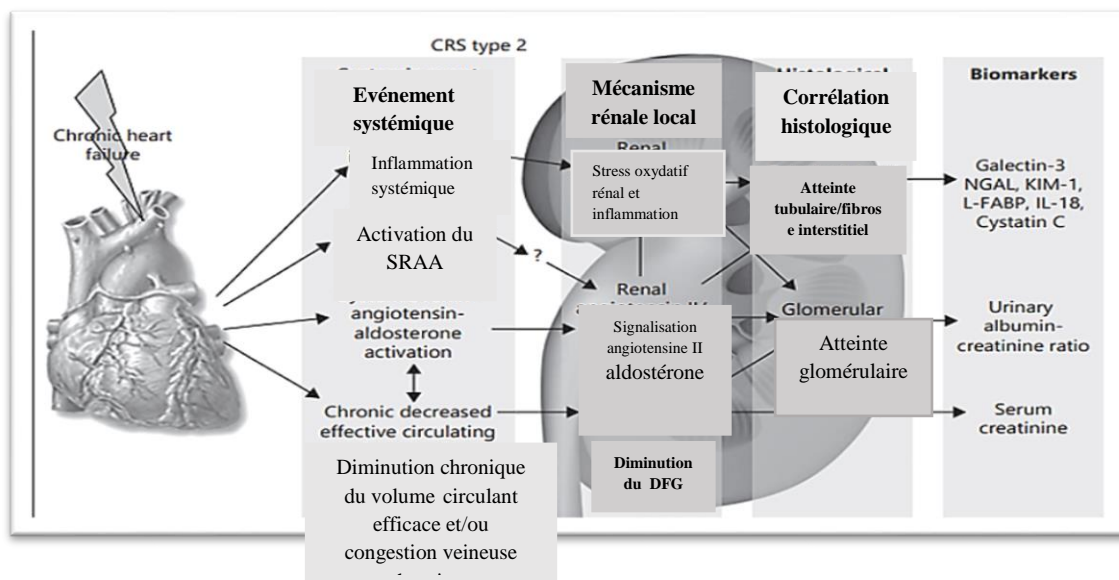 CRS type 2
Chronic heart
failure
Evénement
systémique
Inflammation
systémique
Activation du
SRAA
angiotensin-
aldosterone
activation
Chronic decreased
effective circulating
Diminution chronique
du volume circulant
efficace et/ou
congestion veineuse
?
Mécanisme
rénale local
Renal
Stress oxydatif
rénal et
inflammation
Renal
Signalisation
angiotensine II
aldostérone
Diminution
du DFG
Histological
Corrélation
histologique
Atteinte
tubulaire/fibros
e interstitiel
Glomerular
Atteinte
glomérulaire
Biomarkers
Galectin-3
NGAL, KIM-1,
L-FABP, IL-18,
Cystatin C
Urinary
albumin-
creatinine ratio
Serum
creatinine